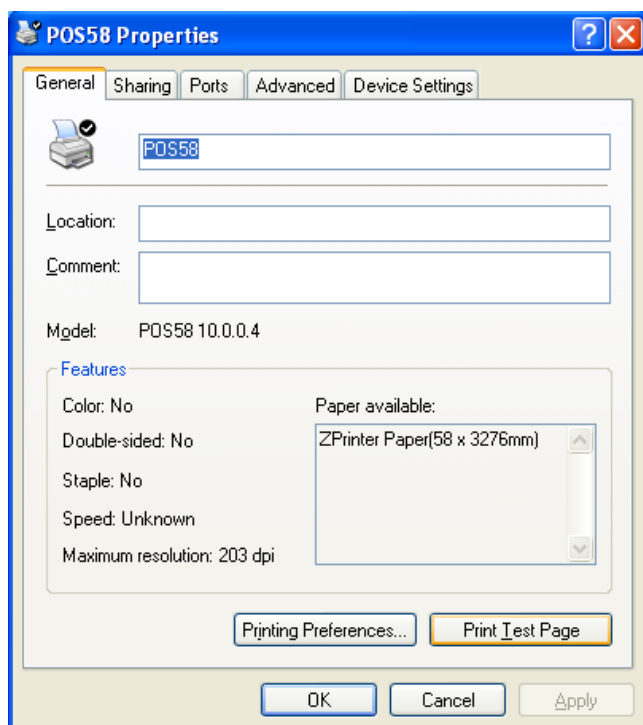 POS58 Properties
General Sharing Ports Advanced Device Settings
POS58
Location:
Comment:
Model: POS58 10.0.0.4
Features
Color: No Paper available:
Double-sided: No ZPrinter Paper(58 x 3276mm)
Staple: No
Speed: Unknown
Maximum resolution: 203 dpi
Printing Preferences... Print Test Page
OK Cancel Apply